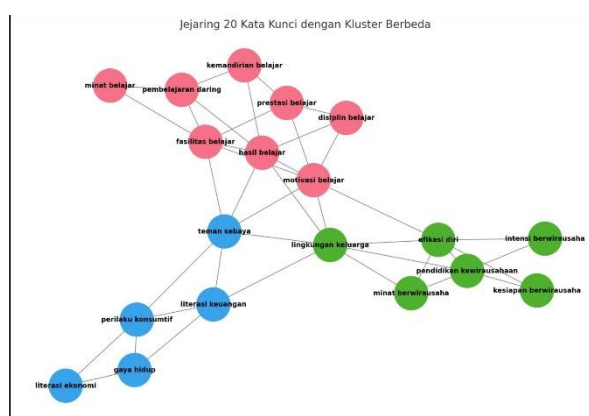 Jejaring 20 Kata Kunci dengan Kluster Berbeda
kemandirian belajar
minat belajar
pembelajaran daring
prestasi belajar
disiplin belajar
fasilitas belajar
hasil belajar
motivasi belajar
teman sebaya
lingkungan keluarga
efikasi diri
intensi berwirausaha
pendidikan kewirausahaan
minat berwirausaha
kesiapan berwirausaha
literasi keuangan
perilaku konsumtif
gaya hidup
literasi ekonomi